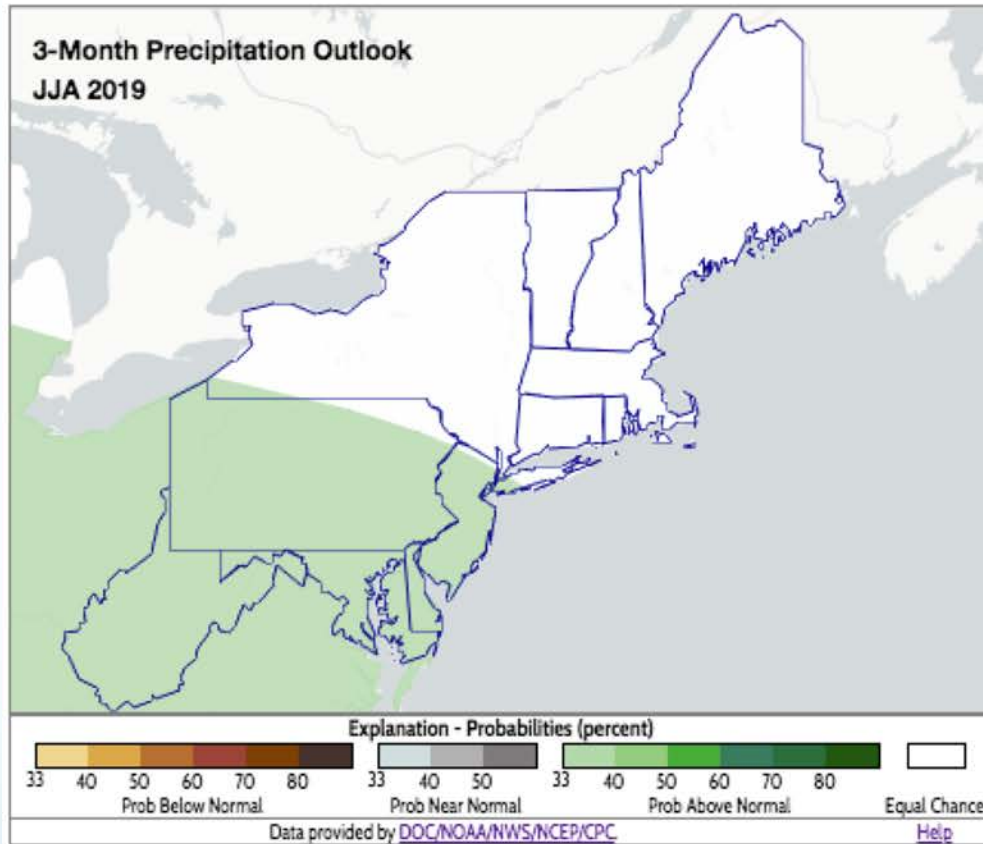 3-Month Precipitation Outlook
JJA 2019
Explanation - Probabilities (percent)
33 40 50 60 70 80
Prob Below Normal
33 40 50
Prob Near Normal
33 40 50 60 70 80
Prob Above Normal
Equal Chance
Data provided by DOC/NOAA/NWS/NCEP/CPC.
Help